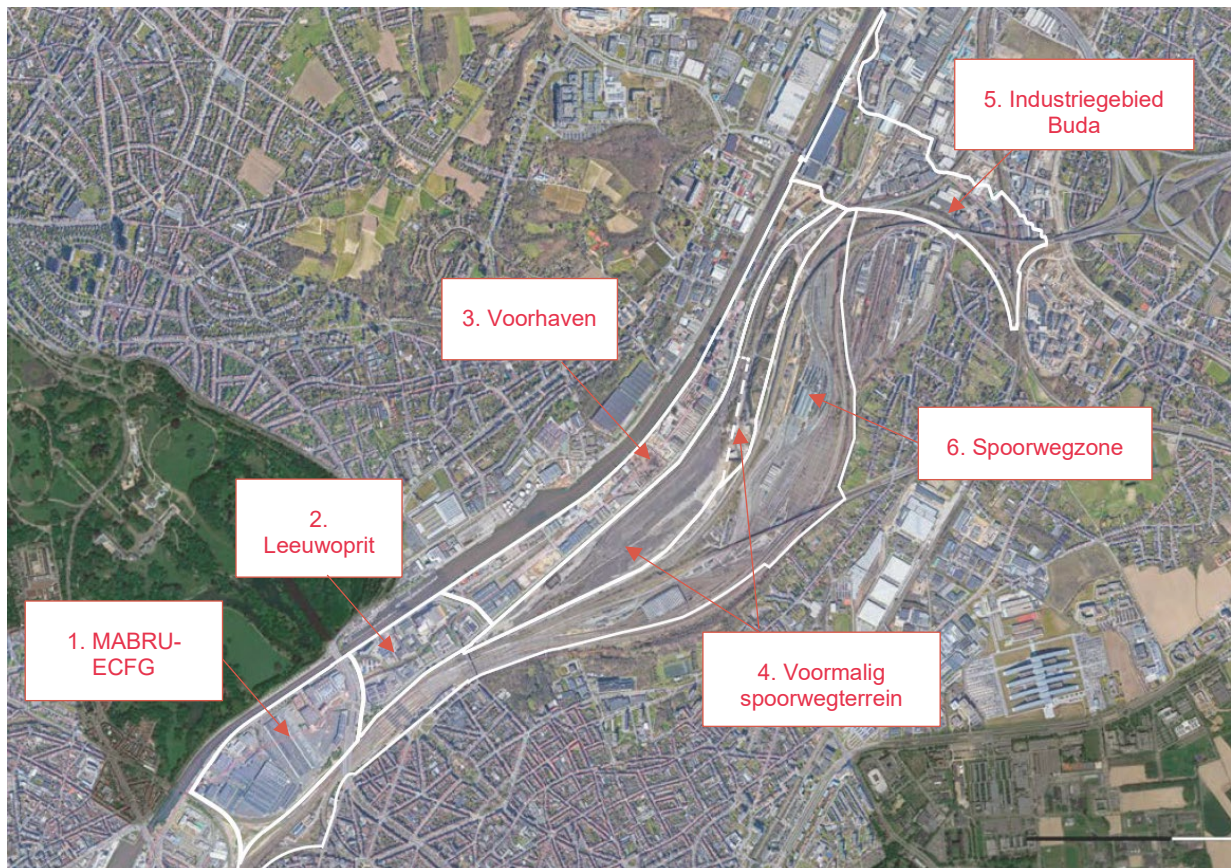 5. Industriegebied
Buda
3. Voorhaven
6. Spoorwegzone
2.
Leeuwoprit
1. MABRU-
ECFG
4. Voormalig
spoorwegterrein